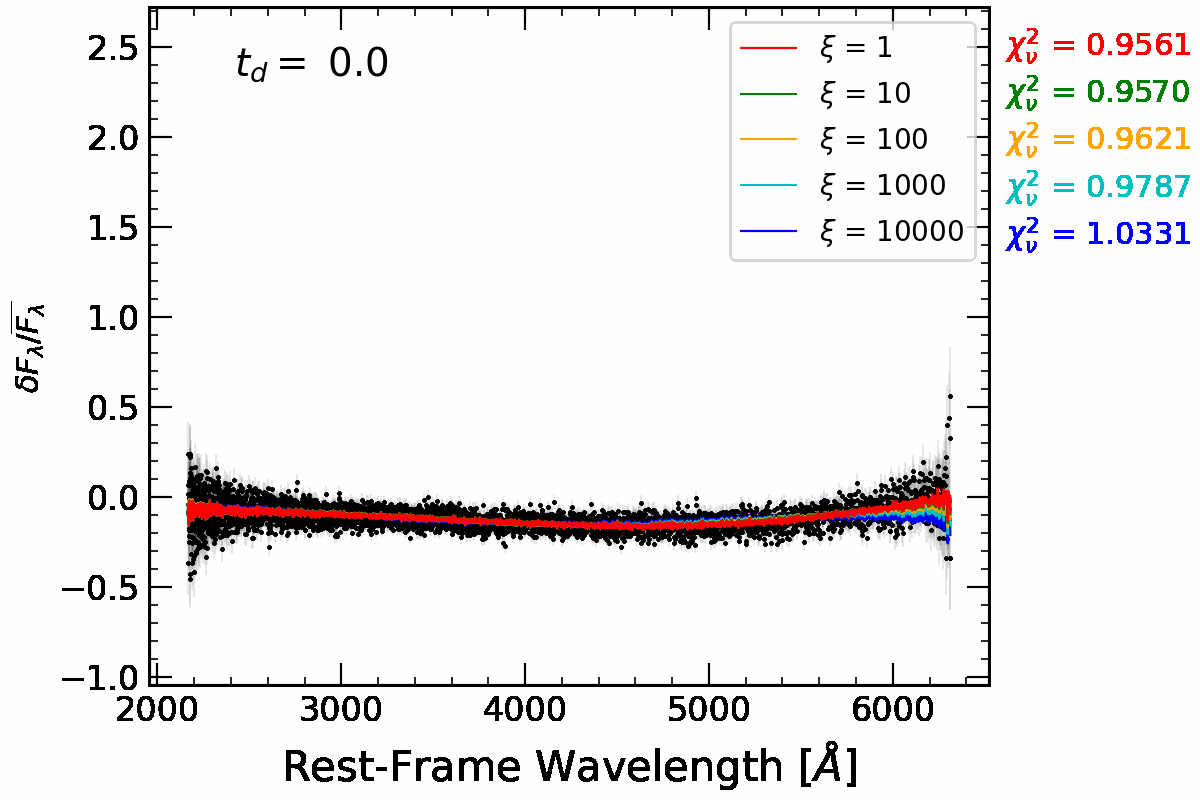 t_d = 0.0
ξ = 1
ξ = 10
ξ = 100
ξ = 1000
ξ = 10000
χ²_ν = 0.9561
χ²_ν = 0.9570
χ²_ν = 0.9621
χ²_ν = 0.9787
χ²_ν = 1.0331
2.5
2.0
1.5
1.0
0.5
0.0
−0.5
−1.0
δF_λ/F̅_λ
2000 3000 4000 5000 6000
Rest-Frame Wavelength [Å]